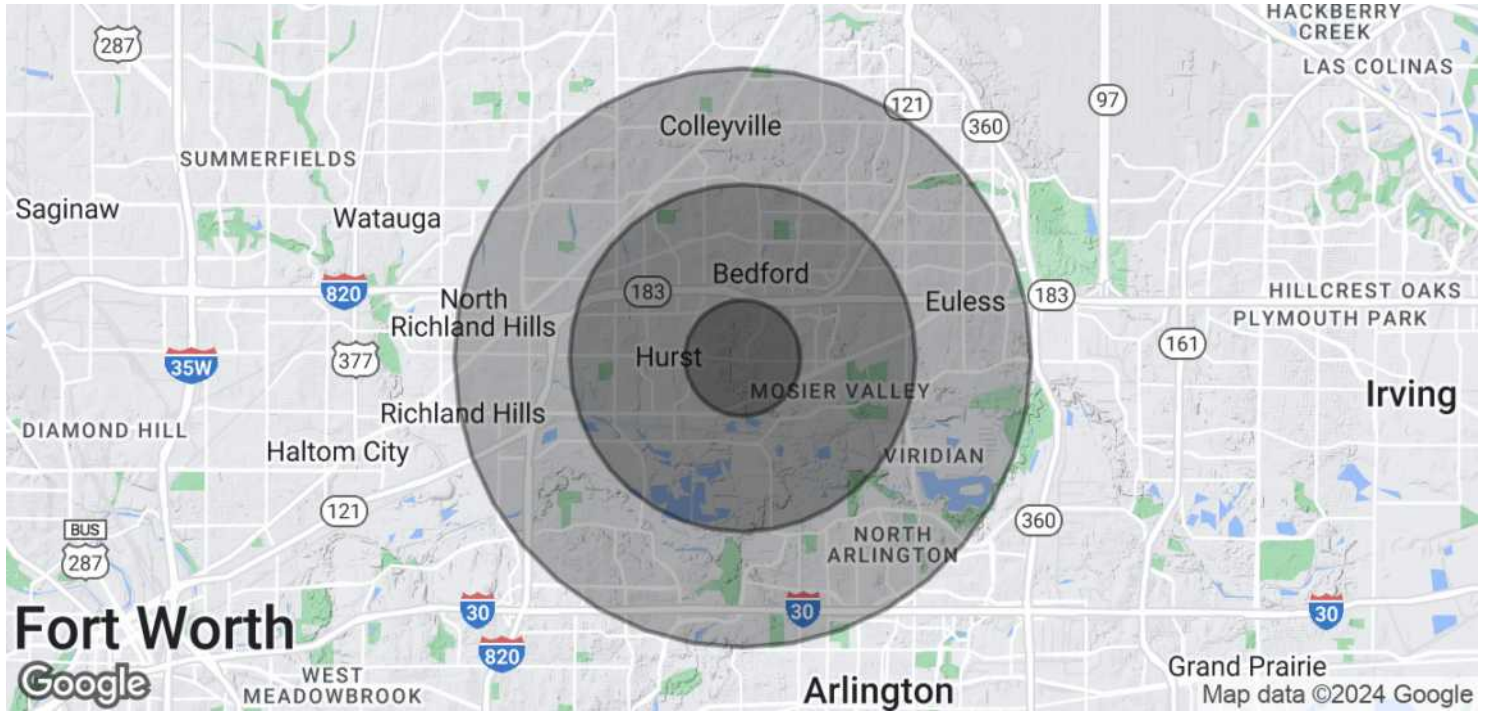 HACKBERRY
CREEK
287
LAS COLINAS
121
97
360
Colleyville
SUMMERFIELDS
Saginaw
Watauga
Bedford
820
183
North
Richland Hills
Euless
183
HILLCREST OAKS
PLYMOUTH PARK
161
35W
377
Hurst
MOSIER VALLEY
Irving
Richland Hills
DIAMOND HILL
Haltom City
VIRIDIAN
121
360
BUS
287
NORTH
ARLINGTON
30
30
30
Fort Worth
820
Google
WEST
MEADOWBROOK
Arlington
Grand Prairie
Map data ©2024 Google